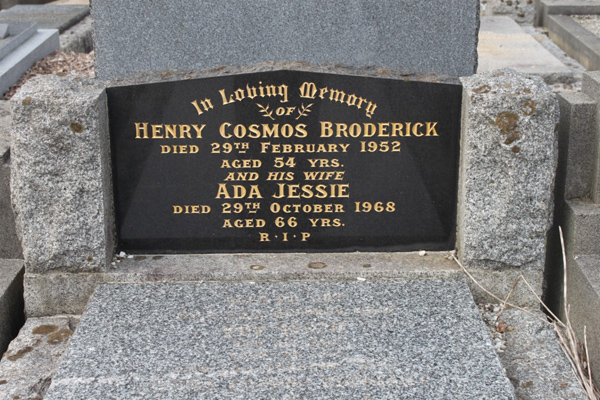 In Loving Memory
OF
HENRY COSMOS BRODERICK
DIED 29TH FEBRUARY 1952
AGED 54 YRS.
AND HIS WIFE
ADA JESSIE
DIED 29TH OCTOBER 1968
AGED 66 YRS.
R·I·P